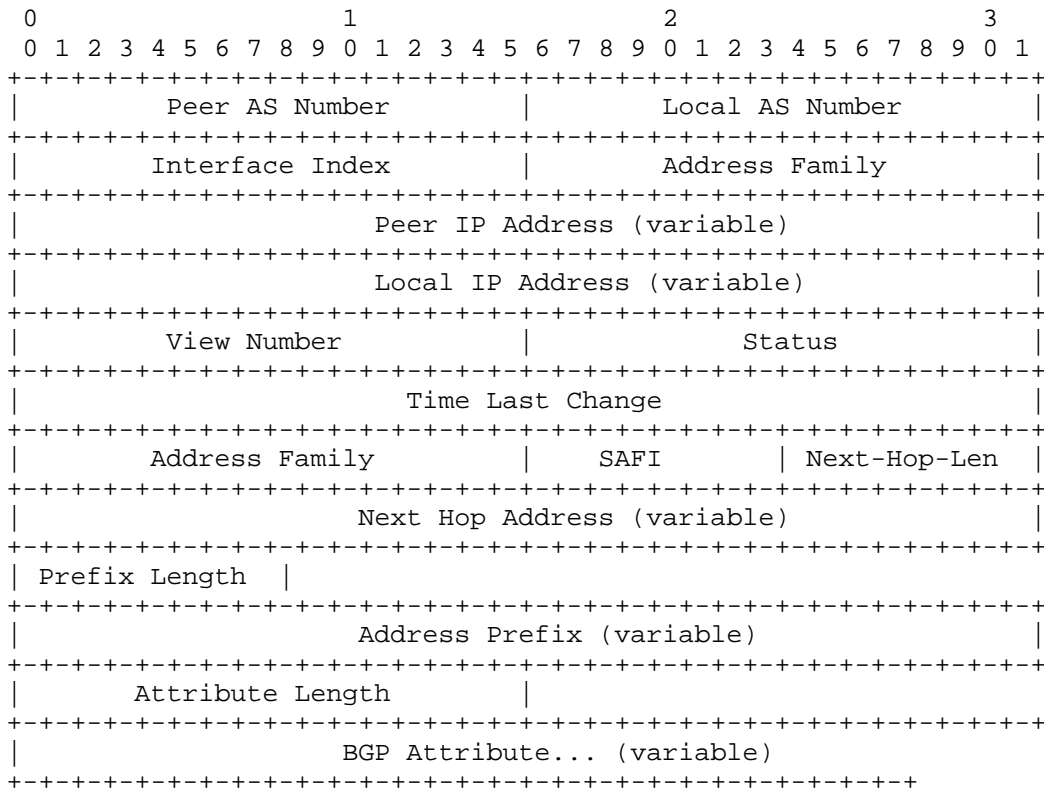 0                   1                   2                   3
 0 1 2 3 4 5 6 7 8 9 0 1 2 3 4 5 6 7 8 9 0 1 2 3 4 5 6 7 8 9 0 1
+-+-+-+-+-+-+-+-+-+-+-+-+-+-+-+-+-+-+-+-+-+-+-+-+-+-+-+-+-+-+-+-+
|         Peer AS Number        |        Local AS Number        |
+-+-+-+-+-+-+-+-+-+-+-+-+-+-+-+-+-+-+-+-+-+-+-+-+-+-+-+-+-+-+-+-+
|        Interface Index        |        Address Family         |
+-+-+-+-+-+-+-+-+-+-+-+-+-+-+-+-+-+-+-+-+-+-+-+-+-+-+-+-+-+-+-+-+
|                      Peer IP Address (variable)               |
+-+-+-+-+-+-+-+-+-+-+-+-+-+-+-+-+-+-+-+-+-+-+-+-+-+-+-+-+-+-+-+-+
|                      Local IP Address (variable)              |
+-+-+-+-+-+-+-+-+-+-+-+-+-+-+-+-+-+-+-+-+-+-+-+-+-+-+-+-+-+-+-+-+
|         View Number           |             Status            |
+-+-+-+-+-+-+-+-+-+-+-+-+-+-+-+-+-+-+-+-+-+-+-+-+-+-+-+-+-+-+-+-+
|                        Time Last Change                       |
+-+-+-+-+-+-+-+-+-+-+-+-+-+-+-+-+-+-+-+-+-+-+-+-+-+-+-+-+-+-+-+-+
|        Address Family         |    SAFI       | Next-Hop-Len  |
+-+-+-+-+-+-+-+-+-+-+-+-+-+-+-+-+-+-+-+-+-+-+-+-+-+-+-+-+-+-+-+-+
|                     Next Hop Address (variable)               |
+-+-+-+-+-+-+-+-+-+-+-+-+-+-+-+-+-+-+-+-+-+-+-+-+-+-+-+-+-+-+-+-+
| Prefix Length  |
+-+-+-+-+-+-+-+-+-+-+-+-+-+-+-+-+-+-+-+-+-+-+-+-+-+-+-+-+-+-+-+-+
|                     Address Prefix (variable)                 |
+-+-+-+-+-+-+-+-+-+-+-+-+-+-+-+-+-+-+-+-+-+-+-+-+-+-+-+-+-+-+-+-+
|       Attribute Length        |
+-+-+-+-+-+-+-+-+-+-+-+-+-+-+-+-+-+-+-+-+-+-+-+-+-+-+-+-+-+-+-+-+
|                    BGP Attribute... (variable)
+-+-+-+-+-+-+-+-+-+-+-+-+-+-+-+-+-+-+-+-+-+-+-+-+-+-+-+-+